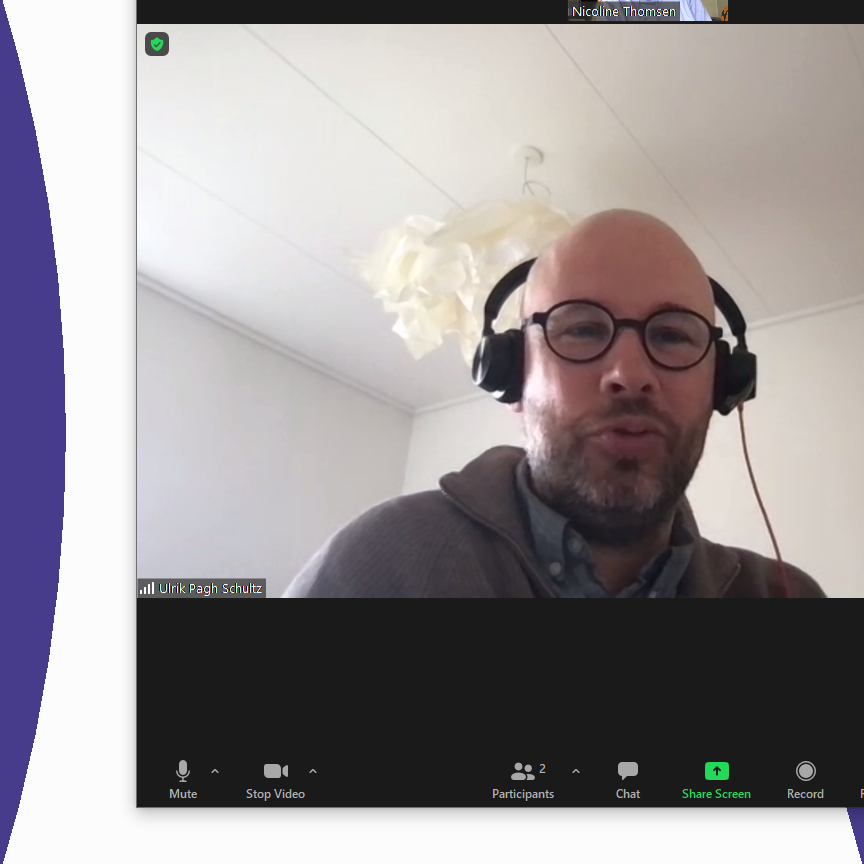 Nicoline Thomsen
Ulrik Pagh Schultz
Mute
Stop Video
Participants
2
Chat
Share Screen
Record